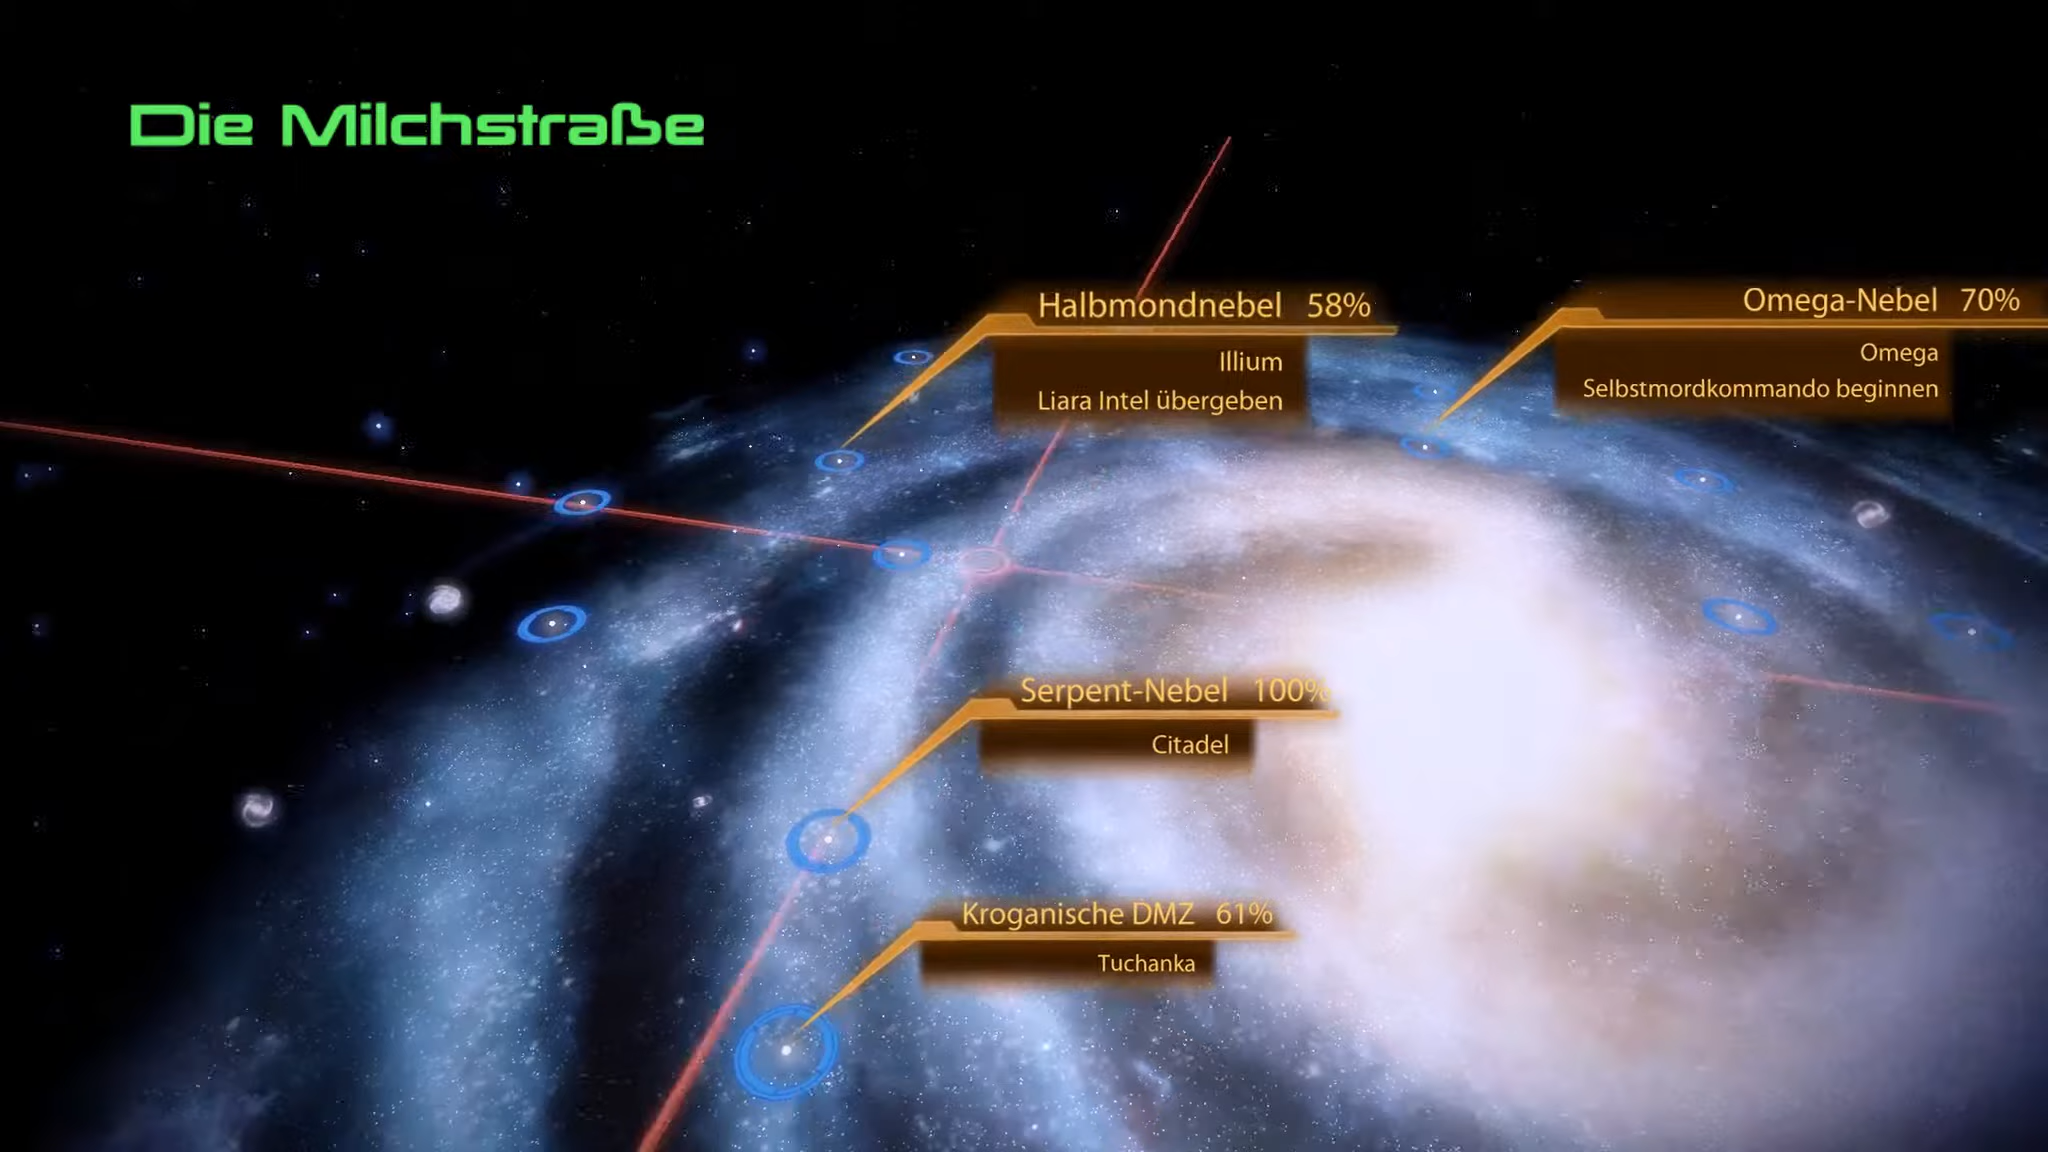 Die Milchstraße
Halbmondnebel 58%
Illium
Liara Intel übergeben
Omega-Nebel 70%
Omega
Selbstmordkommando beginnen
Serpent-Nebel 100%
Citadel
Kroganische DMZ 61%
Tuchanka